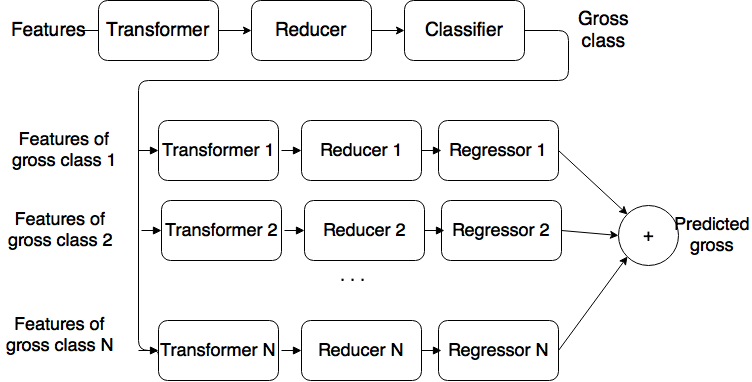 Features
Transformer
Reducer
Classifier
Gross
class
Features of
gross class 1
Transformer 1
Reducer 1
Regressor 1
Features of
gross class 2
Transformer 2
Reducer 2
Regressor 2
+
Predicted
gross
. . .
Features of
gross class N
Transformer N
Reducer N
Regressor N